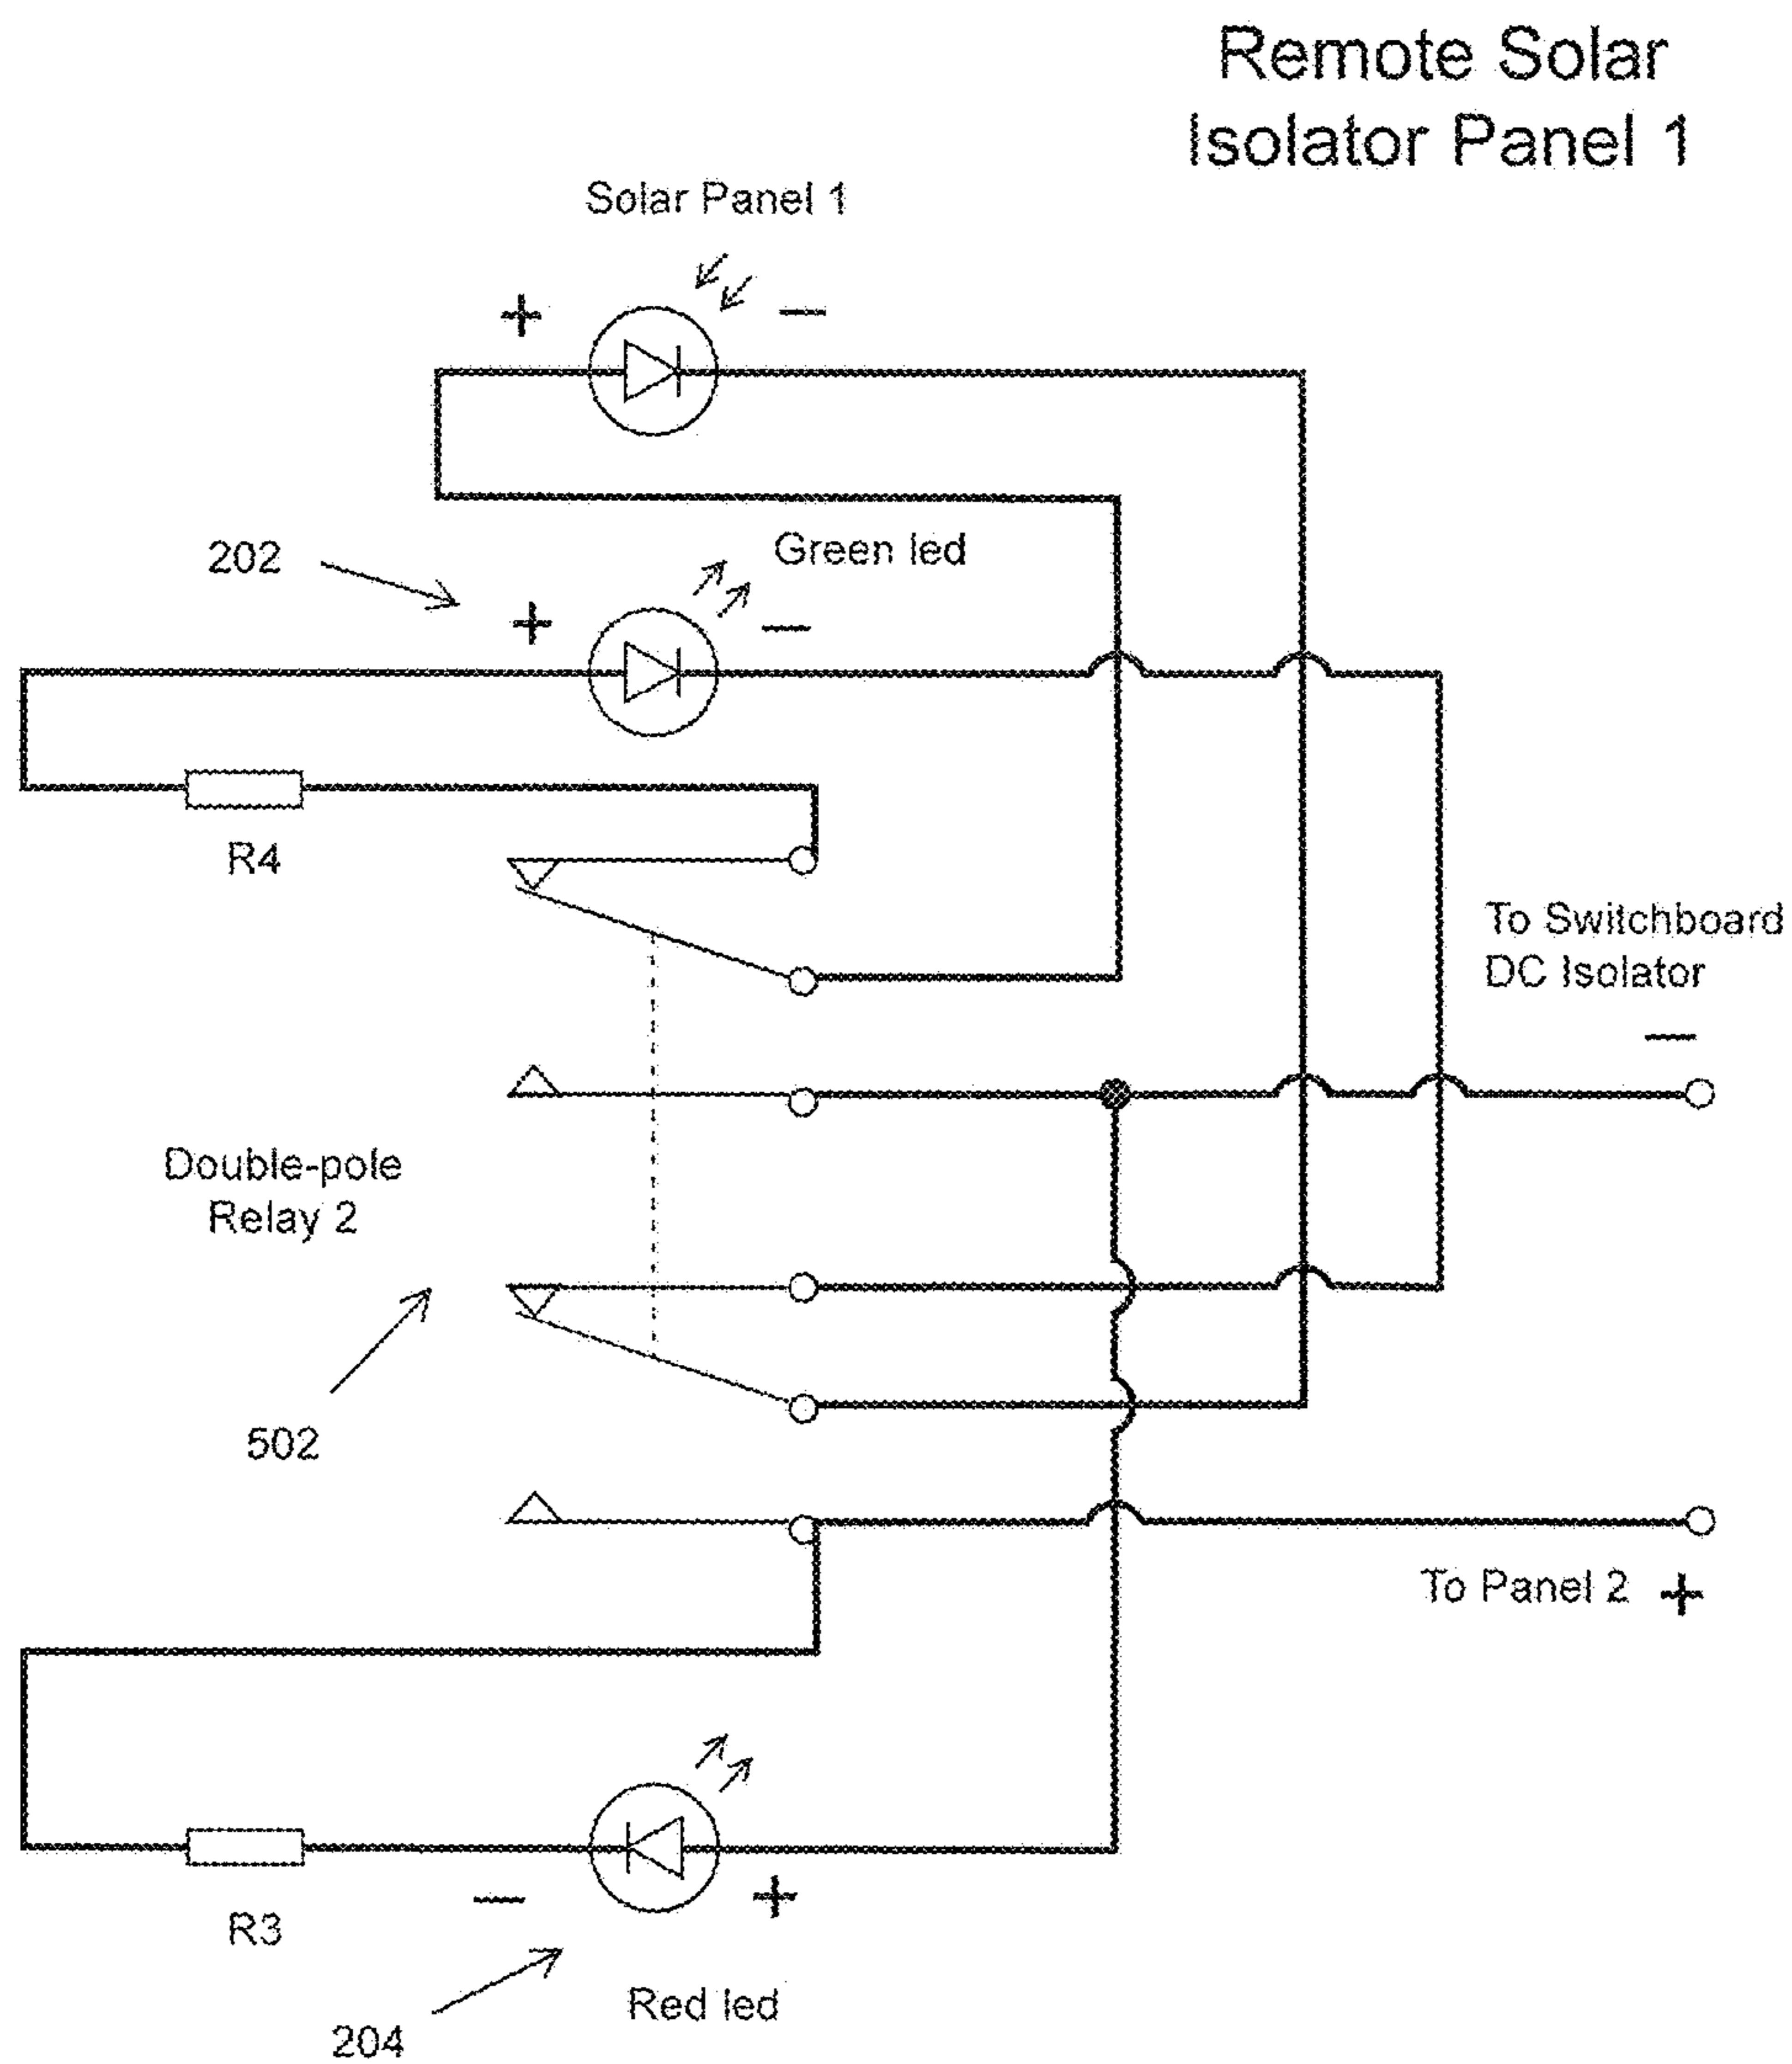 Remote Solar
Isolator Panel 1
Solar Panel 1
+
−
Green led
202
+
−
R4
To Switchboard
DC Isolator
−
Double-pole
Relay 2
502
To Panel 2 +
−
+
R3
Red led
204